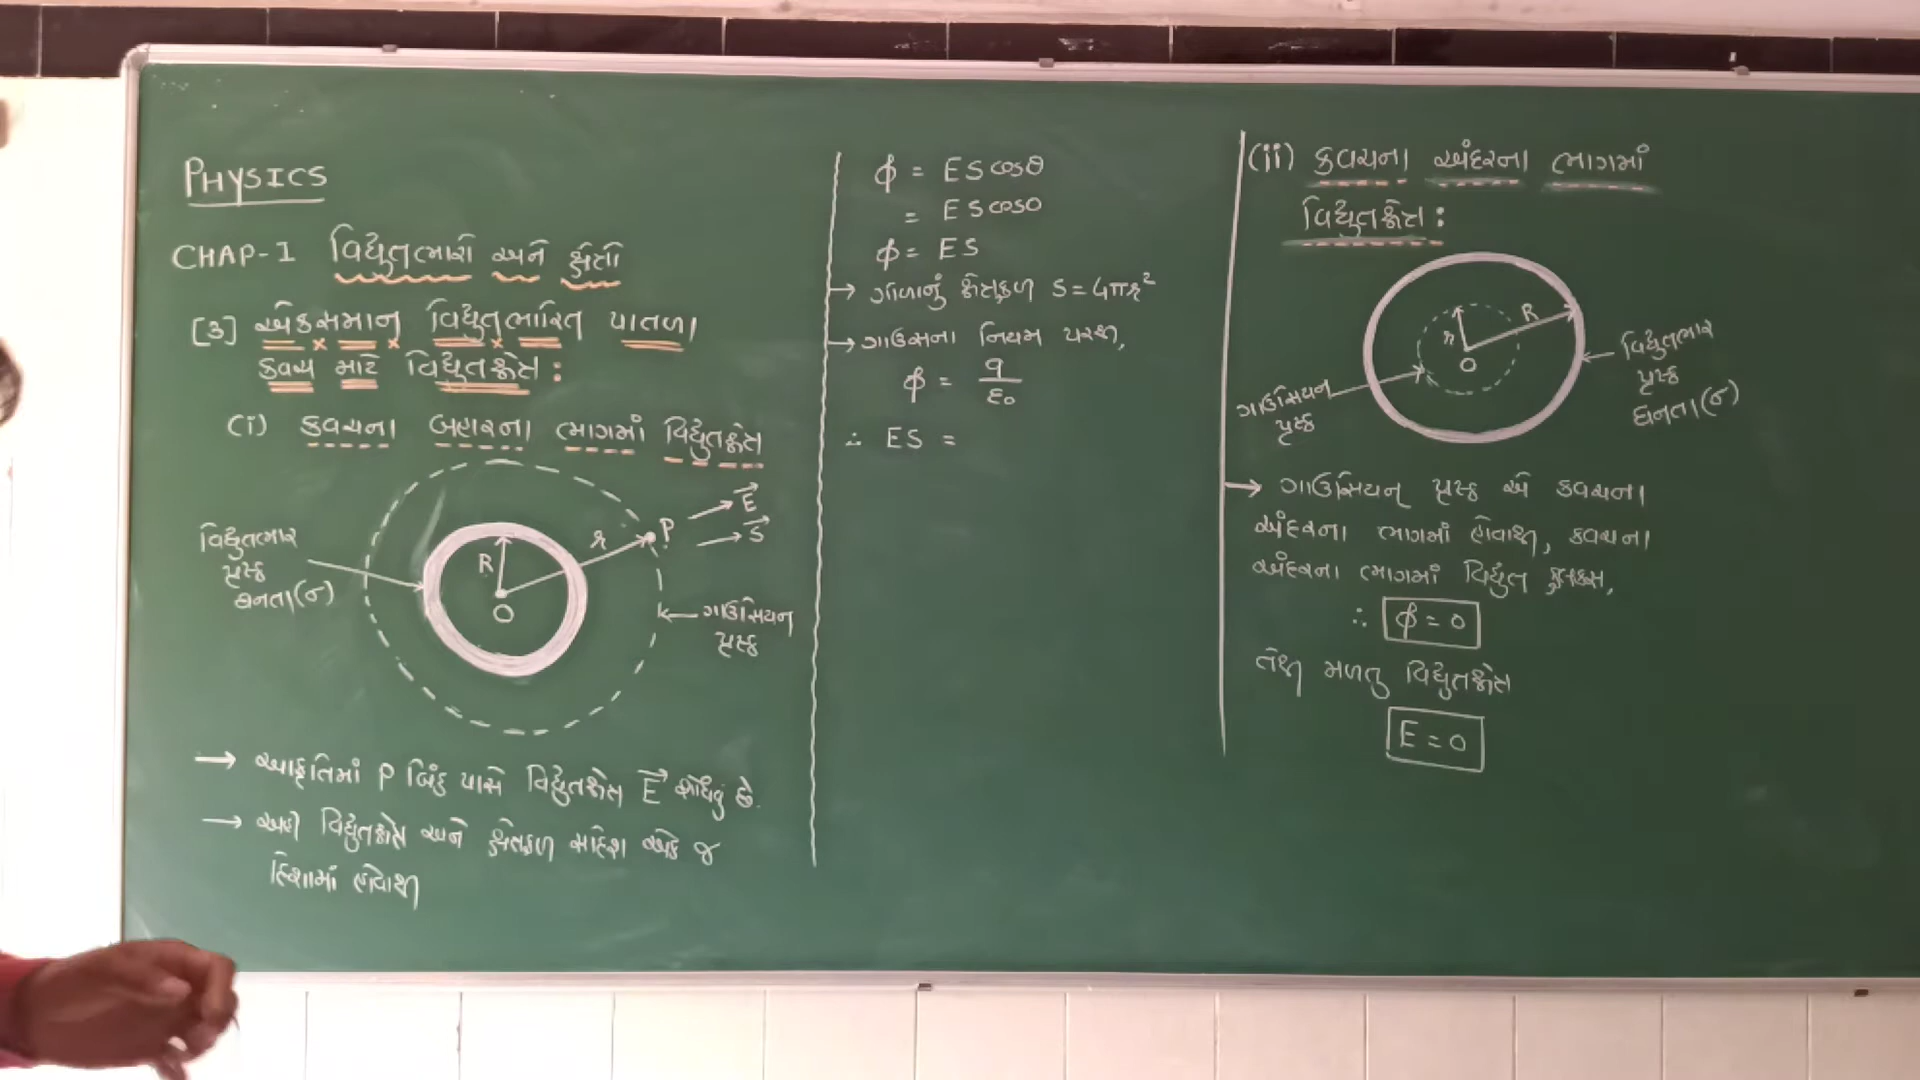 PHYSICS
CHAP-1 વિદ્યુતભારો અને ક્ષેત્રો
[3] એકસમાન વિદ્યુતભારિત પાતળા
કવચ માટે વિદ્યુતક્ષેત્ર :
(i) કવચના બહારના ભાગમાં વિદ્યુતક્ષેત્ર
વિદ્યુતભાર
પૃષ્ઠ
ઘનતા (σ)
R
O
r
P
E⃗
S⃗
ગાઉસિયન
પૃષ્ઠ
→ આકૃતિમાં P બિંદુ પાસે વિદ્યુતક્ષેત્ર E⃗ શોધવું છે.
→ અહીં વિદ્યુતક્ષેત્ર અને ક્ષેત્રફળ સદિશ એક જ
દિશામાં હોવાથી
ϕ = ES cosθ
= ES cos0
ϕ = ES
→ ગોળાનું ક્ષેત્રફળ S = 4πr²
→ ગાઉસના નિયમ પરથી,
ϕ = q/ε₀
∴ ES =
(ii) કવચના અંદરના ભાગમાં
વિદ્યુતક્ષેત્ર :
r
R
O
વિદ્યુતભાર
પૃષ્ઠ
ઘનતા (σ)
ગાઉસિયન
પૃષ્ઠ
→ ગાઉસિયન પૃષ્ઠ એ કવચના
અંદરના ભાગમાં હોવાથી, કવચના
અંદરના ભાગમાં વિદ્યુત ફ્લક્સ,
∴ ϕ = 0
તેથી મળતુ વિદ્યુતક્ષેત્ર
E = 0